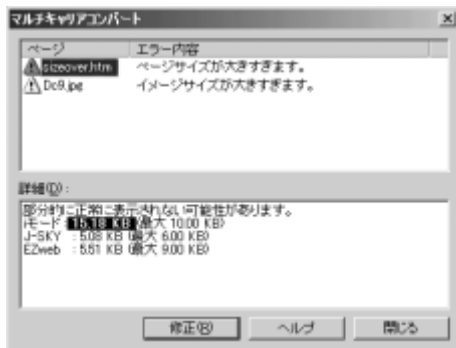 マルチキャリアコンバート
ページ エラー内容
sizeover.htm ページサイズが大きすぎます。
Dc9.jpe イメージサイズが大きすぎます。
詳細(D):
部分的に正常に表示されない可能性があります。
iモード : 15.18 KB (最大 10.00 KB)
J-SKY : 5.08 KB (最大 6.00 KB)
EZweb : 5.51 KB (最大 9.00 KB)
修正(R) ヘルプ 閉じる